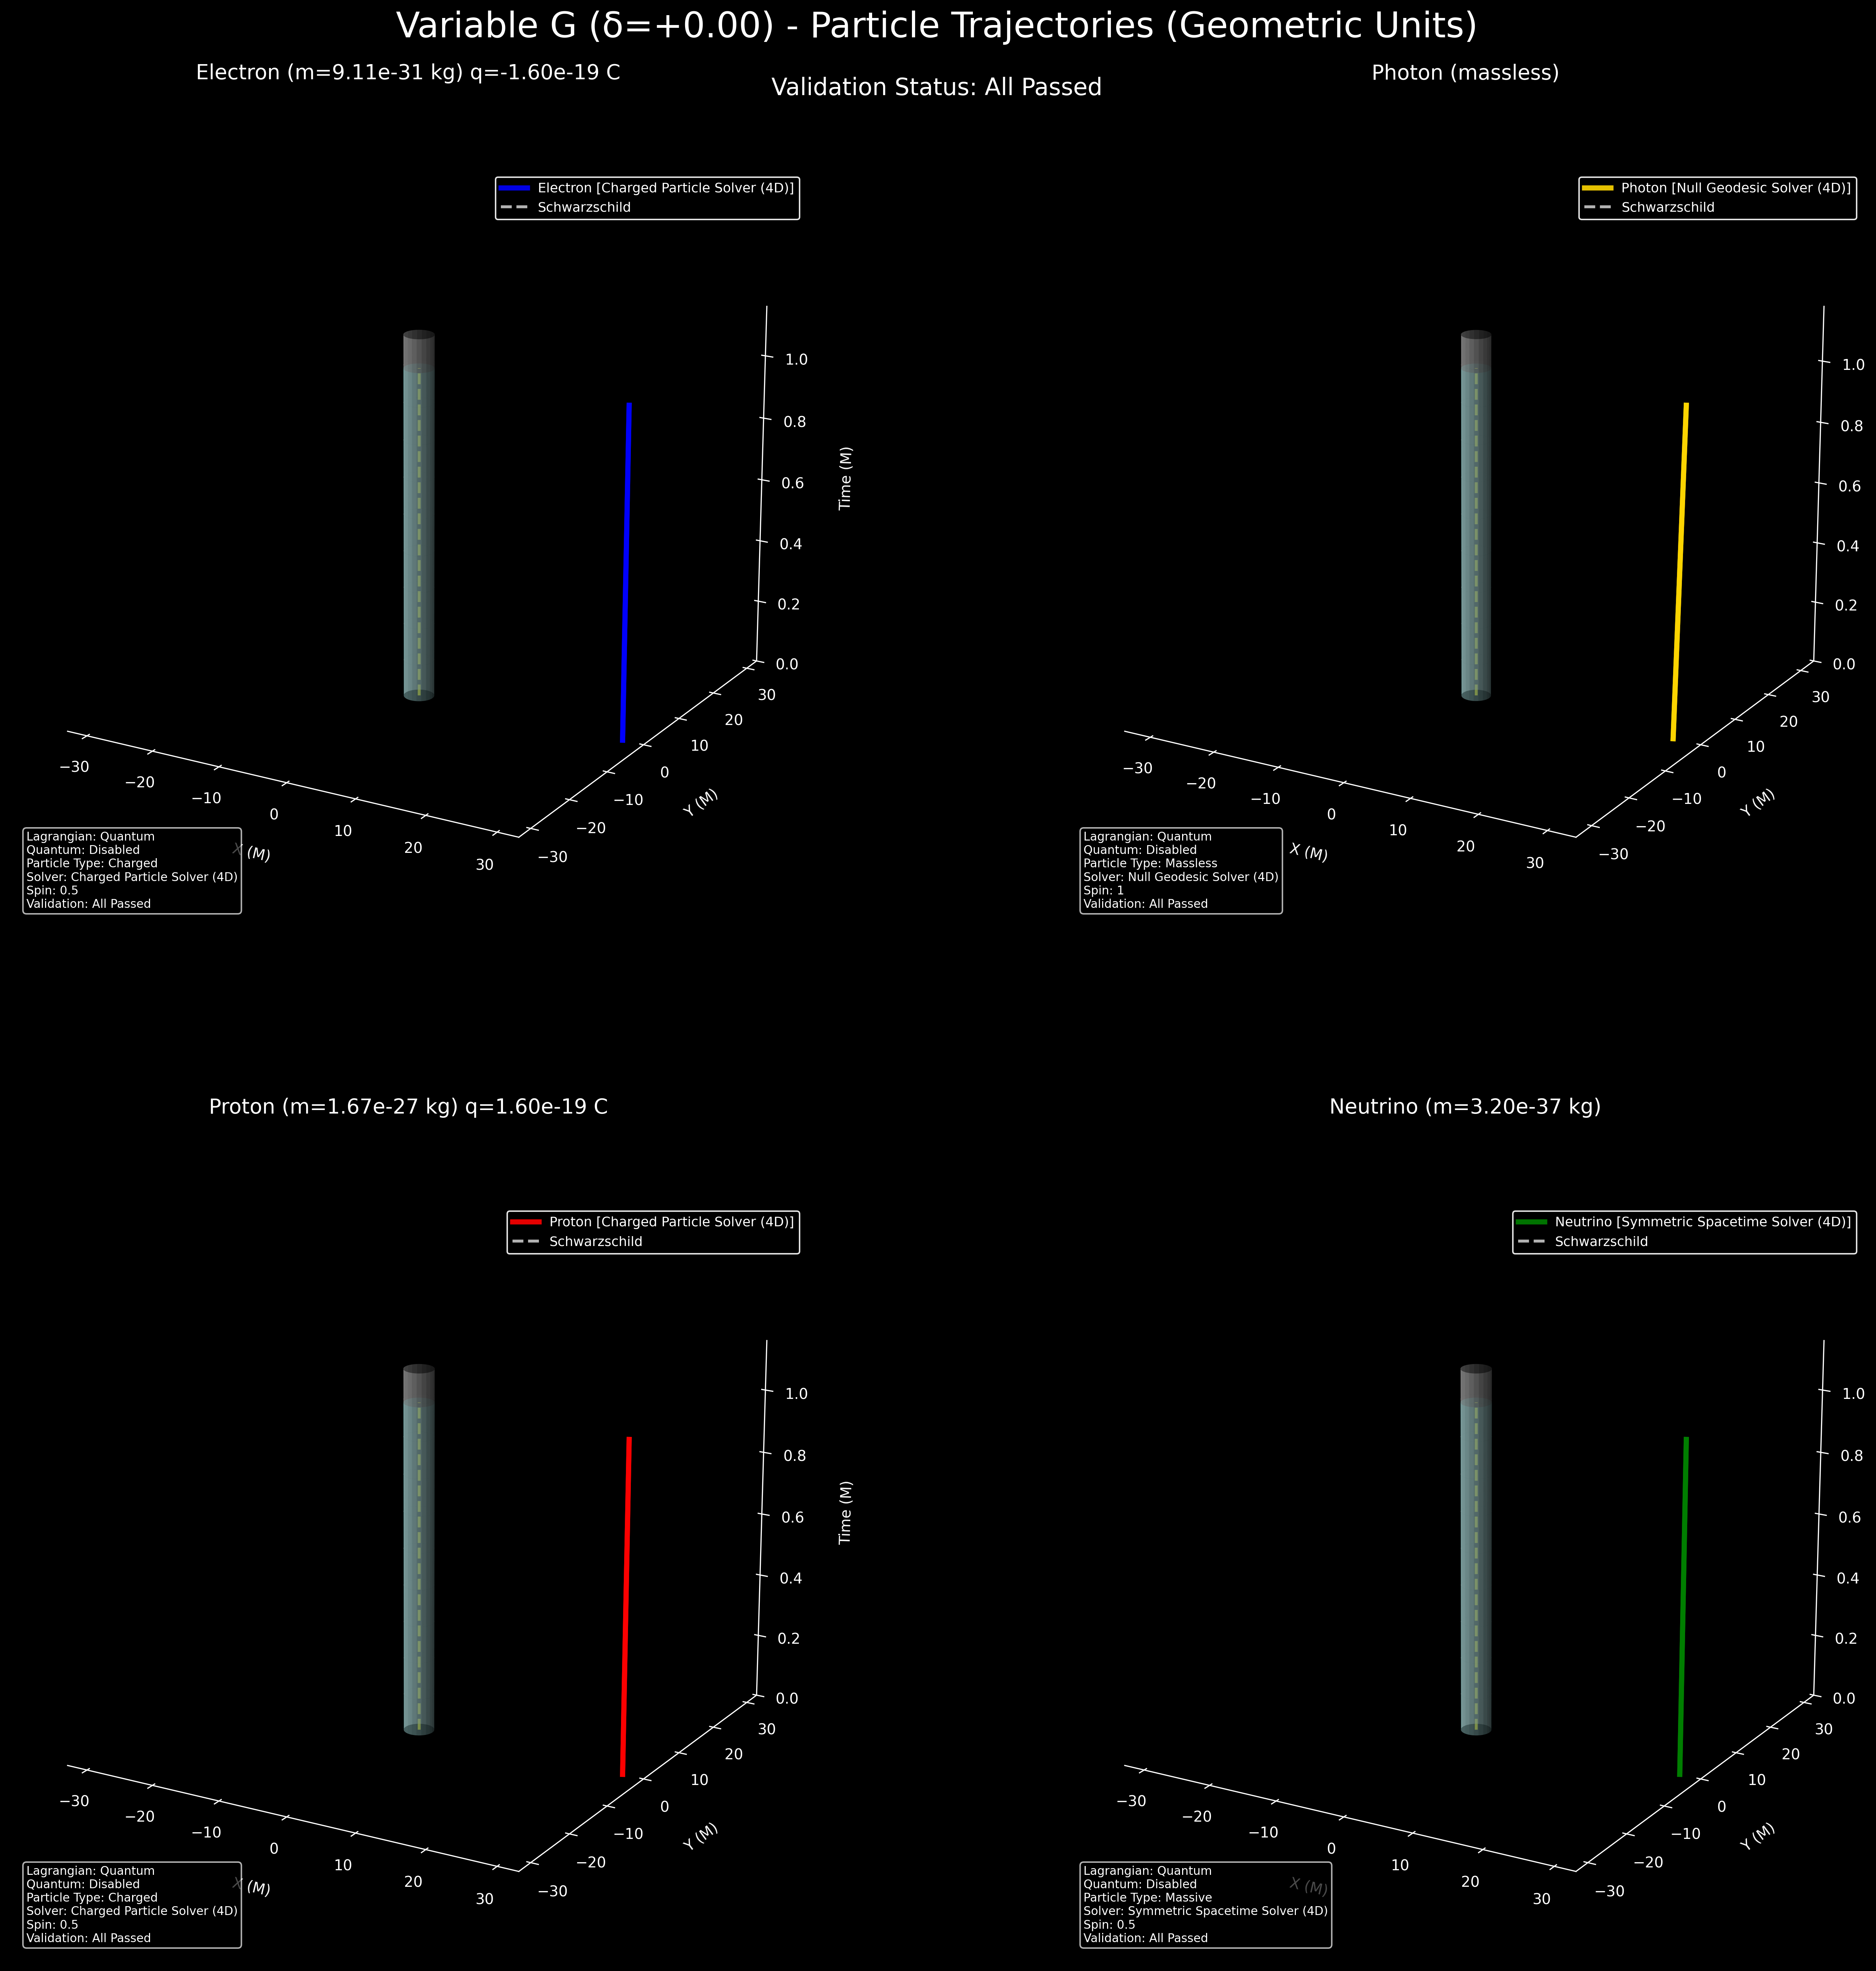 Variable G (δ=+0.00) - Particle Trajectories (Geometric Units)
Validation Status: All Passed
Electron (m=9.11e-31 kg) q=-1.60e-19 C
Electron [Charged Particle Solver (4D)]
Schwarzschild
1.0
0.8
0.6
0.4
0.2
0.0
Time (M)
30
20
10
0
−10
−20
−30
Y (M)
−30
−20
−10
0
10
20
30
X (M)
Lagrangian: Quantum
Quantum: Disabled
Particle Type: Charged
Solver: Charged Particle Solver (4D)
Spin: 0.5
Validation: All Passed
Photon (massless)
Photon [Null Geodesic Solver (4D)]
Schwarzschild
1.0
0.8
0.6
0.4
0.2
0.0
30
20
10
0
−10
−20
−30
Y (M)
−30
−20
−10
0
10
20
30
X (M)
Lagrangian: Quantum
Quantum: Disabled
Particle Type: Massless
Solver: Null Geodesic Solver (4D)
Spin: 1
Validation: All Passed
Proton (m=1.67e-27 kg) q=1.60e-19 C
Proton [Charged Particle Solver (4D)]
Schwarzschild
1.0
0.8
0.6
0.4
0.2
0.0
Time (M)
30
20
10
0
−10
−20
−30
Y (M)
−30
−20
−10
0
10
20
30
X (M)
Lagrangian: Quantum
Quantum: Disabled
Particle Type: Charged
Solver: Charged Particle Solver (4D)
Spin: 0.5
Validation: All Passed
Neutrino (m=3.20e-37 kg)
Neutrino [Symmetric Spacetime Solver (4D)]
Schwarzschild
1.0
0.8
0.6
0.4
0.2
0.0
30
20
10
0
−10
−20
−30
Y (M)
−30
−20
−10
0
10
20
30
X (M)
Lagrangian: Quantum
Quantum: Disabled
Particle Type: Massive
Solver: Symmetric Spacetime Solver (4D)
Spin: 0.5
Validation: All Passed